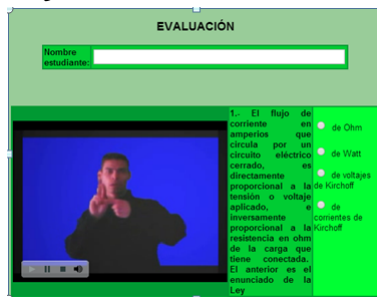 EVALUACIÓN
Nombre
estudiante:
1.- El flujo de
corriente en
amperios que
circula por un
circuito eléctrico
cerrado, es
directamente
proporcional a la
tensión o voltaje
aplicado, e
inversamente
proporcional a la
resistencia en ohm
de la carga que
tiene conectada.
El anterior es el
enunciado de la
Ley
de Ohm
de Watt
de voltajes
de Kirchoff
de
corrientes de
Kirchoff